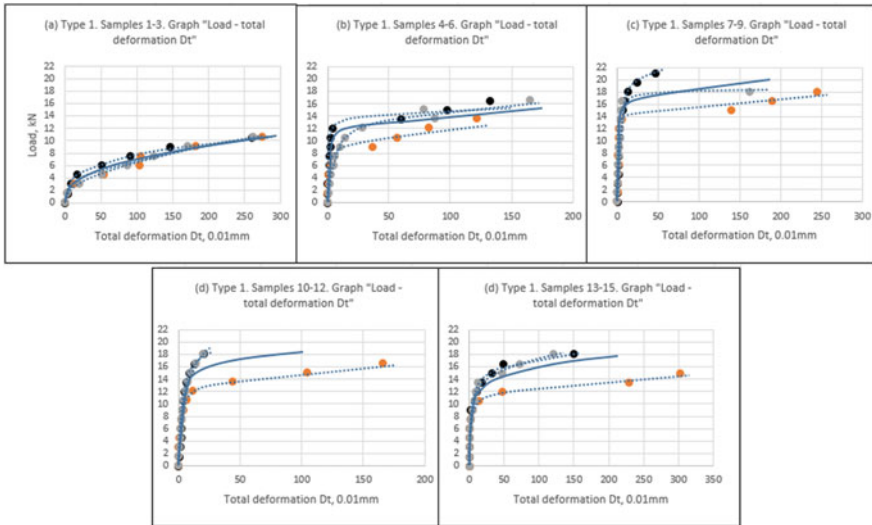 (a) Type 1. Samples 1-3. Graph "Load - total
deformation Dt"
22
20
18
16
14
12
10
8
6
4
2
0
Load, kN
0 50 100 150 200 250 300
Total deformation Dt, 0.01mm
(b) Type 1. Samples 4-6. Graph "Load - total
deformation Dt"
22
20
18
16
14
12
10
8
6
4
2
0
0 50 100 150 200
Total deformation Dt, 0.01mm
(c) Type 1. Samples 7-9. Graph "Load -
total deformation Dt"
22
20
18
16
14
12
10
8
6
4
2
0
0 50 100 150 200 250 300
Total deformation Dt, 0.01mm
(d) Type 1. Samples 10-12. Graph "Load -
total deformation Dt"
22
20
18
16
14
12
10
8
6
4
2
0
0 50 100 150 200
Total deformation Dt, 0.01mm
(d) Type 1. Samples 13-15. Graph "Load -
total deformation Dt"
22
20
18
16
14
12
10
8
6
4
2
0
0 50 100 150 200 250 300 350
Total deformation Dt, 0.01mm